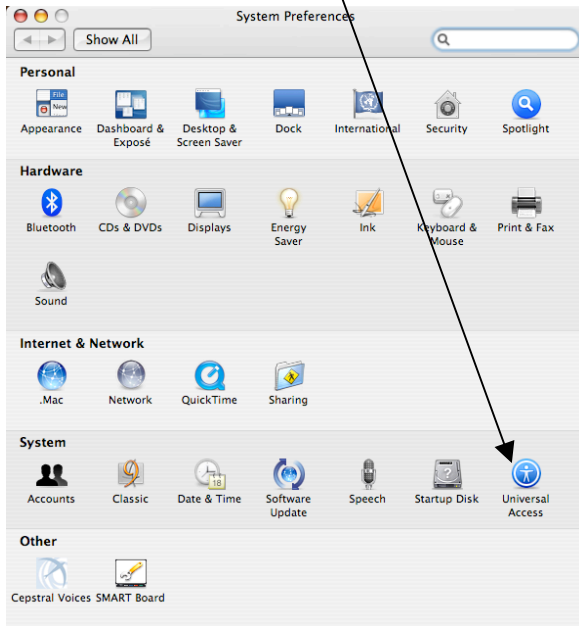 System Preferences
Show All
Personal
File
New
Appearance Dashboard & Exposé Desktop & Screen Saver Dock International Security Spotlight
Hardware
Bluetooth CDs & DVDs Displays Energy Saver Ink Keyboard & Mouse Print & Fax
Sound
Internet & Network
.Mac Network QuickTime Sharing
System
18
Accounts Classic Date & Time Software Update Speech Startup Disk Universal Access
Other
Cepstral Voices SMART Board